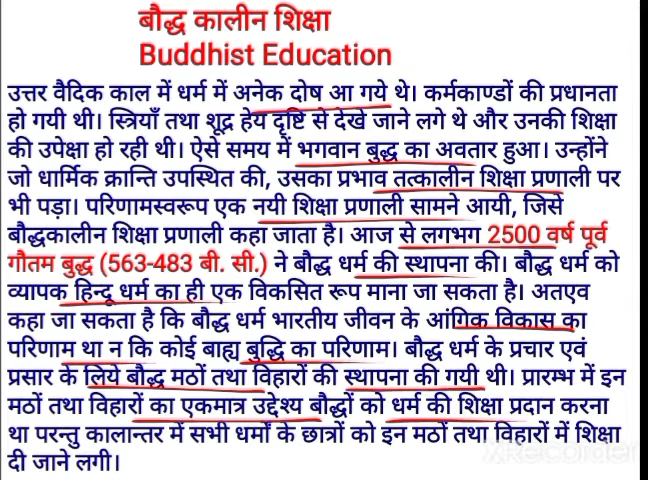 बौद्ध कालीन शिक्षा
Buddhist Education
उत्तर वैदिक काल में धर्म में अनेक दोष आ गये थे। कर्मकाण्डों की प्रधानता
हो गयी थी। स्त्रियाँ तथा शूद्र हेय दृष्टि से देखे जाने लगे थे और उनकी शिक्षा
की उपेक्षा हो रही थी। ऐसे समय में भगवान बुद्ध का अवतार हुआ। उन्होंने
जो धार्मिक क्रान्ति उपस्थित की, उसका प्रभाव तत्कालीन शिक्षा प्रणाली पर
भी पड़ा। परिणामस्वरूप एक नयी शिक्षा प्रणाली सामने आयी, जिसे
बौद्धकालीन शिक्षा प्रणाली कहा जाता है। आज से लगभग 2500 वर्ष पूर्व
गौतम बुद्ध (563-483 बी. सी.) ने बौद्ध धर्म की स्थापना की। बौद्ध धर्म को
व्यापक हिन्दू धर्म का ही एक विकसित रूप माना जा सकता है। अतएव
कहा जा सकता है कि बौद्ध धर्म भारतीय जीवन के आंगिक विकास का
परिणाम था न कि कोई बाह्य बुद्धि का परिणाम। बौद्ध धर्म के प्रचार एवं
प्रसार के लिये बौद्ध मठों तथा विहारों की स्थापना की गयी थी। प्रारम्भ में इन
मठों तथा विहारों का एकमात्र उद्देश्य बौद्धों को धर्म की शिक्षा प्रदान करना
था परन्तु कालान्तर में सभी धर्मों के छात्रों को इन मठों तथा विहारों में शिक्षा
दी जाने लगी।
XRecorder